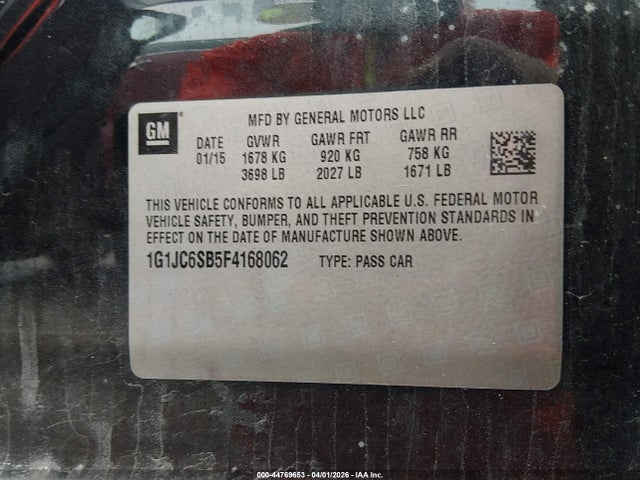 GM
MFD BY GENERAL MOTORS LLC
DATE GVWR GAWR FRT GAWR RR
01/15 1678 KG 920 KG 758 KG
3698 LB 2027 LB 1671 LB
THIS VEHICLE CONFORMS TO ALL APPLICABLE U.S. FEDERAL MOTOR
VEHICLE SAFETY, BUMPER, AND THEFT PREVENTION STANDARDS IN
EFFECT ON THE DATE OF MANUFACTURE SHOWN ABOVE.
1G1JC6SB5F4168062 TYPE: PASS CAR
000-44769653 - 04/01/2026 - IAA Inc.